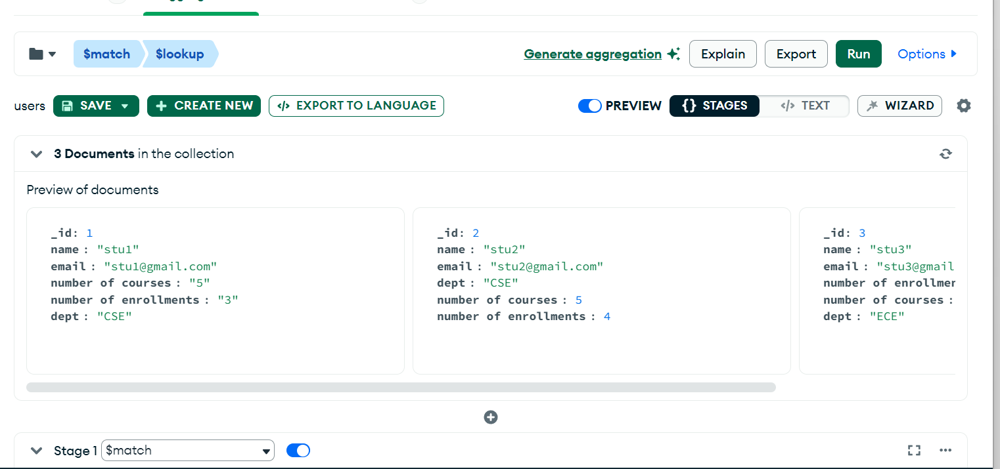 $match $lookup Generate aggregation Explain Export Run Options
users SAVE + CREATE NEW </> EXPORT TO LANGUAGE PREVIEW {} STAGES </> TEXT WIZARD
3 Documents in the collection
Preview of documents
_id: 1
name : "stu1"
email : "stu1@gmail.com"
number of courses : "5"
number of enrollments : "3"
dept : "CSE"
_id: 2
name : "stu2"
email : "stu2@gmail.com"
dept : "CSE"
number of courses : 5
number of enrollments : 4
_id: 3
name : "stu3"
email : "stu3@gmail
number of
number of courses :
dept : "ECE"
Stage 1 $match